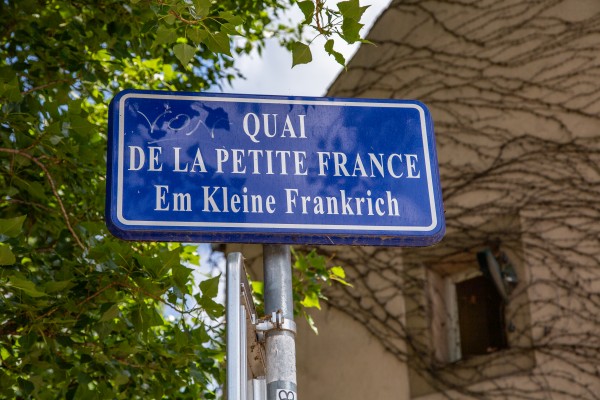 QUAI
DE LA PETITE FRANCE
Em Kleine Frankrich